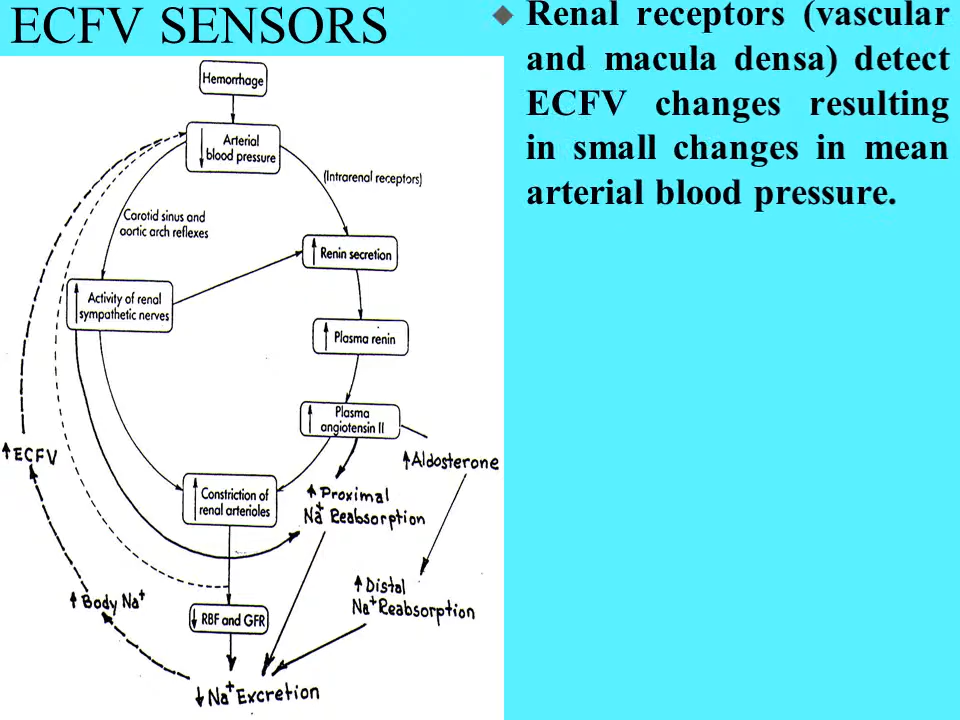 ECFV SENSORS
◆ Renal receptors (vascular
and macula densa) detect
ECFV changes resulting
in small changes in mean
arterial blood pressure.
Hemorrhage
↓ Arterial
blood pressure
(Intrarenal receptors)
Carotid sinus and
aortic arch reflexes
↑ Renin secretion
↑ Activity of renal
sympathetic nerves
↑ Plasma renin
↑ Plasma
angiotensin II
↑ECFV
↑Aldosterone
↑ Constriction of
renal arterioles
↑ Proximal
Na⁺ Reabsorption
↑ Distal
Na⁺ Reabsorption
↑ Body Na⁺
↓ RBF and GFR
↓ Na⁺ Excretion